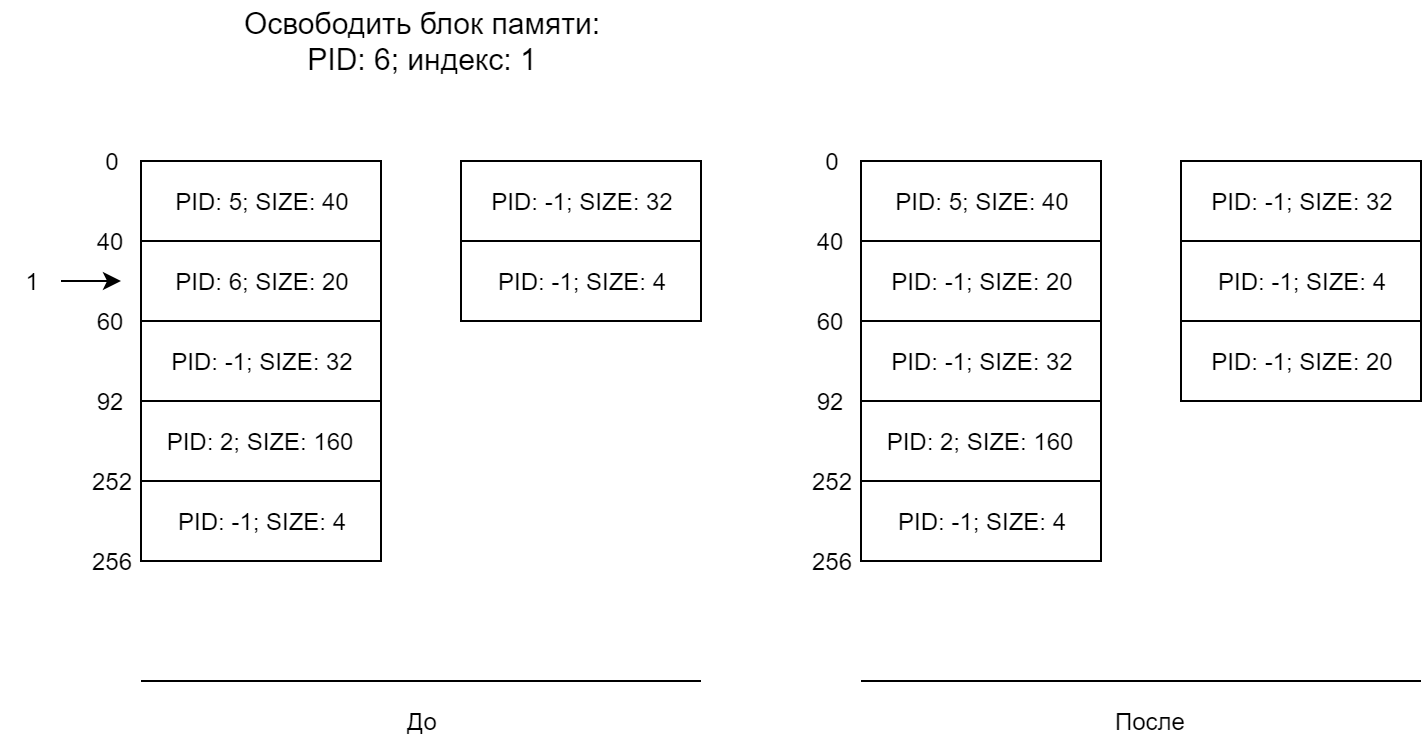 Освободить блок памяти:
PID: 6; индекс: 1
0
PID: 5; SIZE: 40
40
1
PID: 6; SIZE: 20
60
PID: -1; SIZE: 32
92
PID: 2; SIZE: 160
252
PID: -1; SIZE: 4
256
PID: -1; SIZE: 32
PID: -1; SIZE: 4
До
0
PID: 5; SIZE: 40
40
PID: -1; SIZE: 20
60
PID: -1; SIZE: 32
92
PID: 2; SIZE: 160
252
PID: -1; SIZE: 4
256
PID: -1; SIZE: 32
PID: -1; SIZE: 4
PID: -1; SIZE: 20
После